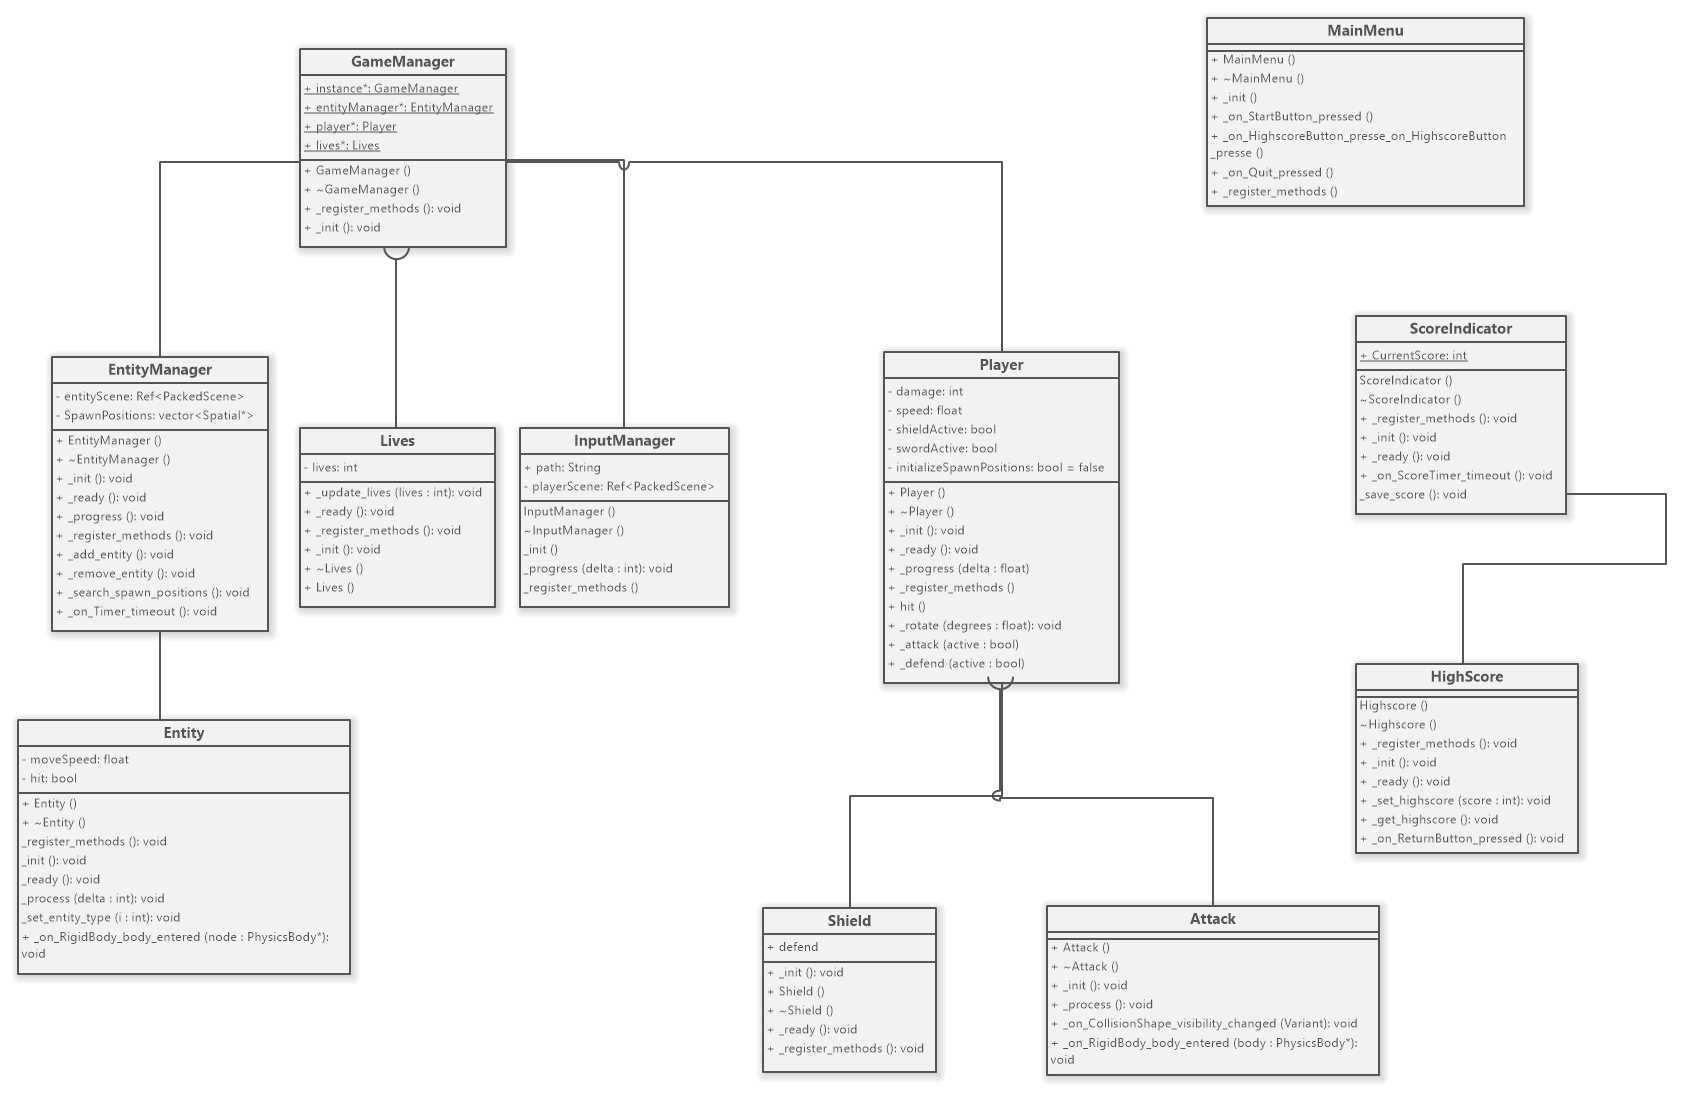 GameManager
+ instance*: GameManager
+ entityManager*: EntityManager
+ player*: Player
+ lives*: Lives
+ GameManager ()
+ ~GameManager ()
+ _register_methods (): void
+ _init (): void
MainMenu
+ MainMenu ()
+ ~MainMenu ()
+ _init ()
+ _on_StartButton_pressed ()
+ _on_HighscoreButton_presse_on_HighscoreButton
_presse ()
+ _on_Quit_pressed ()
+ _register_methods ()
EntityManager
- entityScene: Ref<PackedScene>
- SpawnPositions: vector<Spatial*>
+ EntityManager ()
+ ~EntityManager ()
+ _init (): void
+ _ready (): void
+ _progress (): void
+ _register_methods (): void
+ _add_entity (): void
+ _remove_entity (): void
+ _search_spawn_positions (): void
+ _on_Timer_timeout (): void
Lives
- lives: int
+ _update_lives (lives : int): void
+ _ready (): void
+ _register_methods (): void
+ _init (): void
+ ~Lives ()
+ Lives ()
InputManager
+ path: String
- playerScene: Ref<PackedScene>
InputManager ()
~InputManager ()
_init ()
_progress (delta : int): void
_register_methods ()
Player
- damage: int
- speed: float
- shieldActive: bool
- swordActive: bool
- initializeSpawnPositions: bool = false
+ Player ()
+ ~Player ()
+ _init (): void
+ _ready (): void
+ _progress (delta : float)
+ _register_methods ()
+ hit ()
+ _rotate (degrees : float): void
+ _attack (active : bool)
+ _defend (active : bool)
ScoreIndicator
+ CurrentScore: int
ScoreIndicator ()
~ScoreIndicator ()
+ _register_methods (): void
+ _init (): void
+ _ready (): void
+ _on_ScoreTimer_timeout (): void
_save_score (): void
HighScore
Highscore ()
~Highscore ()
+ _register_methods (): void
+ _init (): void
+ _ready (): void
+ _set_highscore (score : int): void
+ _get_highscore (): void
+ _on_ReturnButton_pressed (): void
Entity
- moveSpeed: float
- hit: bool
+ Entity ()
+ ~Entity ()
_register_methods (): void
_init (): void
_ready (): void
_process (delta : int): void
_set_entity_type (i : int): void
+ _on_RigidBody_body_entered (node : PhysicsBody*):
void
Shield
+ defend
+ _init (): void
+ Shield ()
+ ~Shield ()
+ _ready (): void
+ _register_methods (): void
Attack
+ Attack ()
+ ~Attack ()
+ _init (): void
+ _process (): void
+ _on_CollisionShape_visibility_changed (Variant): void
+ _on_RigidBody_body_entered (body : PhysicsBody*):
void